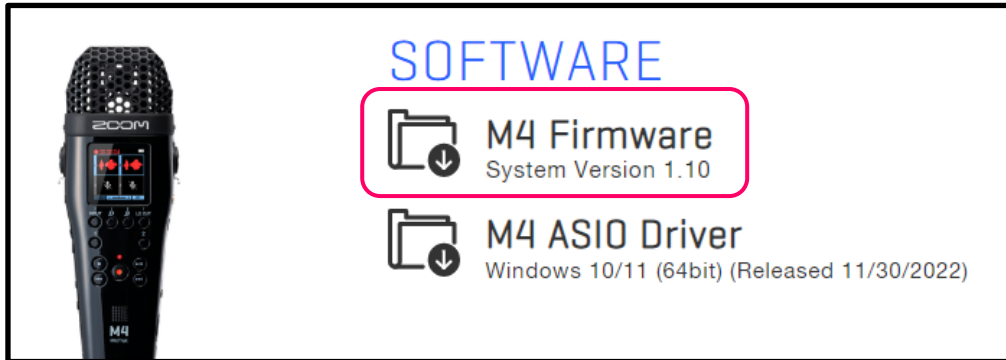 SOFTWARE
M4 Firmware
System Version 1.10
M4 ASIO Driver
Windows 10/11 (64bit) (Released 11/30/2022)
ZOOM
M4